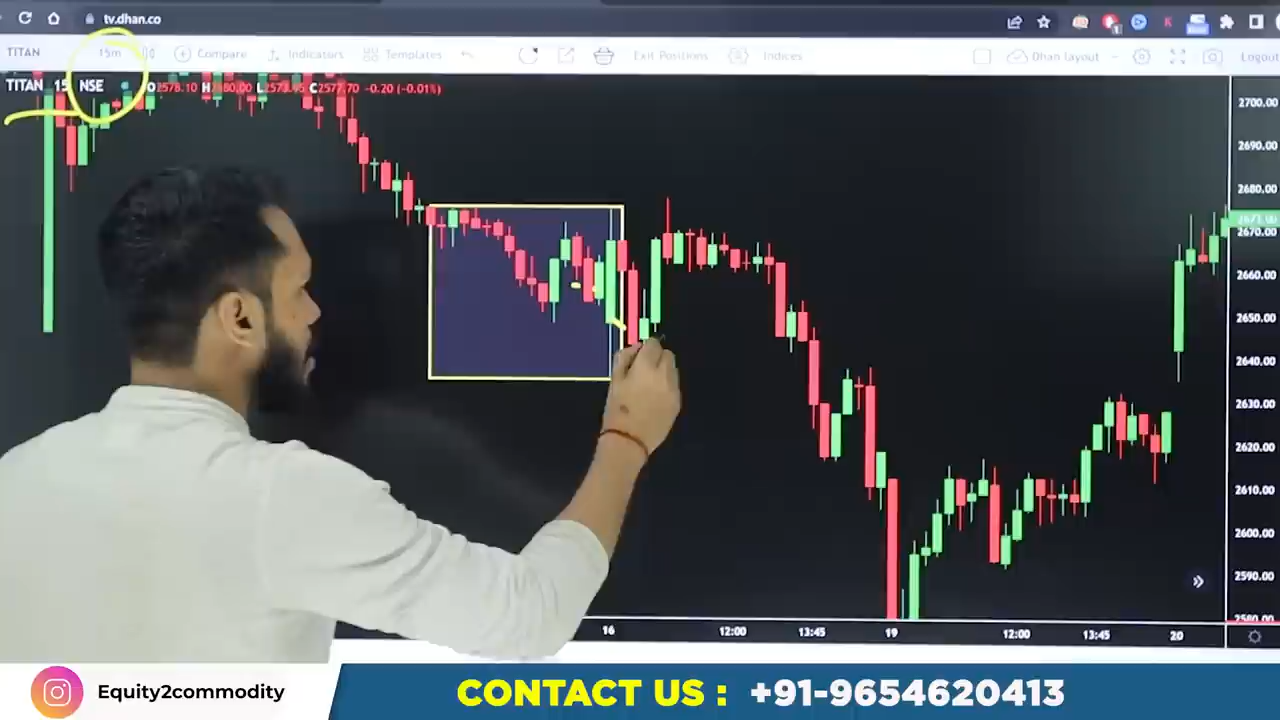 tv.dhan.co
TITAN 15m Compare Indicators Templates Exit Positions Indices Dhan layout Logout
TITAN 15 NSE O2578.10 H2580.00 C2577.70 -0.20 (-0.01%)
2700.00
2690.00
2680.00
2670.00
2660.00
2650.00
2640.00
2630.00
2620.00
2610.00
2600.00
2590.00
2580.00
16 12:00 13:45 19 12:00 13:45 20
Equity2commodity
CONTACT US : +91-9654620413